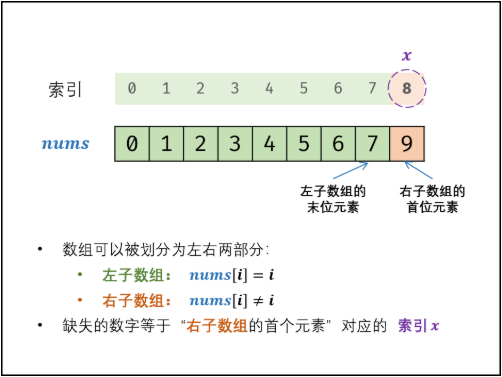 x
索引 0 1 2 3 4 5 6 7 8
nums 0 1 2 3 4 5 6 7 9
左子数组的 右子数组的
末位元素 首位元素
• 数组可以被划分为左右两部分：
• 左子数组： nums[i] = i
• 右子数组： nums[i] ≠ i
• 缺失的数字等于 “右子数组的首个元素” 对应的 索引 x